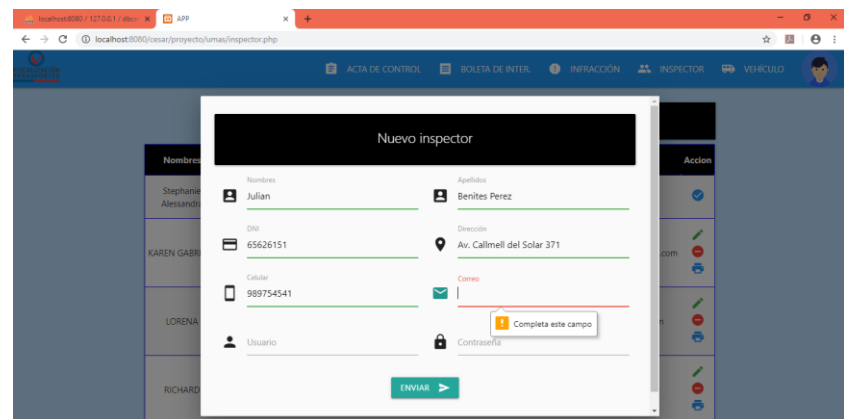 localhost:8080 / 127.0.0.1 / dbc
APP
localhost:8080/cesar/proyecto/umas/inspector.php
ACTA DE CONTROL
BOLETA DE INTER.
INFRACCIÓN
INSPECTOR
VEHÍCULO
Nuevo inspector
Nombres
Accion
Nombres
Julian
Apellidos
Benites Perez
Stephanie
Alessandra
DNI
65626151
Dirección
Av. Callmell del Solar 371
KAREN GABRI
.com
Celular
989754541
Correo
Completa este campo
LORENA
n
Usuario
Contraseña
ENVIAR
RICHARD